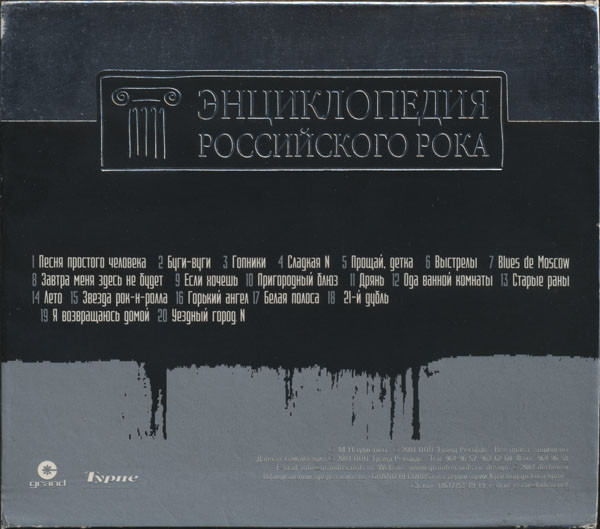 ЭНЦИКЛОПЕДИЯ
РОССИЙСКОГО РОКА
1 Песня простого человека 2 Буги-вуги 3 Гопники 4 Сладкая N 5 Прощай, детка 6 Выстрелы 7 Blues de Moscow
8 Завтра меня здесь не будет 9 Если хочешь 10 Пригородный блюз 11 Дрянь 12 Ода ванной комнаты 13 Старые раны
14 Лето 15 Звезда рок-н-ролла 16 Горький ангел 17 Белая полоса 18 21-й дубль
19 Я возвращаюсь домой 20 Уездный город N
grand